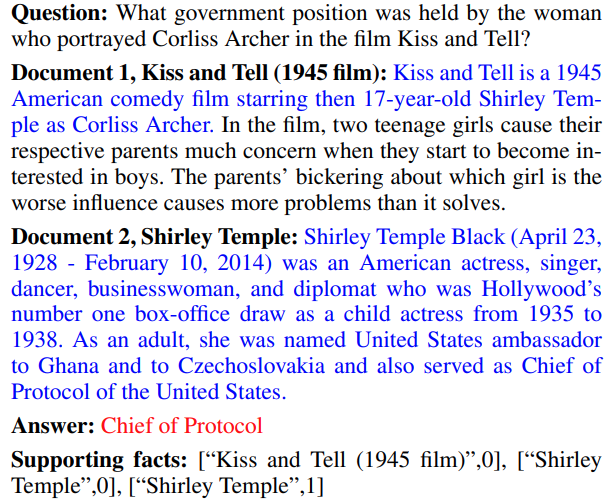 Question: What government position was held by the woman
who portrayed Corliss Archer in the film Kiss and Tell?
Document 1, Kiss and Tell (1945 film): Kiss and Tell is a 1945
American comedy film starring then 17-year-old Shirley Tem-
ple as Corliss Archer. In the film, two teenage girls cause their
respective parents much concern when they start to become in-
terested in boys. The parents’ bickering about which girl is the
worse influence causes more problems than it solves.
Document 2, Shirley Temple: Shirley Temple Black (April 23,
1928 - February 10, 2014) was an American actress, singer,
dancer, businesswoman, and diplomat who was Hollywood’s
number one box-office draw as a child actress from 1935 to
1938. As an adult, she was named United States ambassador
to Ghana and to Czechoslovakia and also served as Chief of
Protocol of the United States.
Answer: Chief of Protocol
Supporting facts: [“Kiss and Tell (1945 film)”,0], [“Shirley
Temple”,0], [“Shirley Temple”,1]